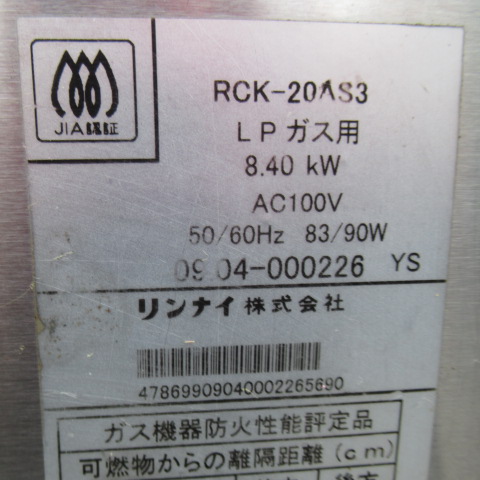 JIA認証
RCK-20AS3
LPガス用
8.40 kW
AC100V
50/60Hz 83/90W
09.04-000226 YS
リンナイ株式会社
478699090400022656​90
ガス機器防火性能評定品
可燃物からの離隔距離(cm)